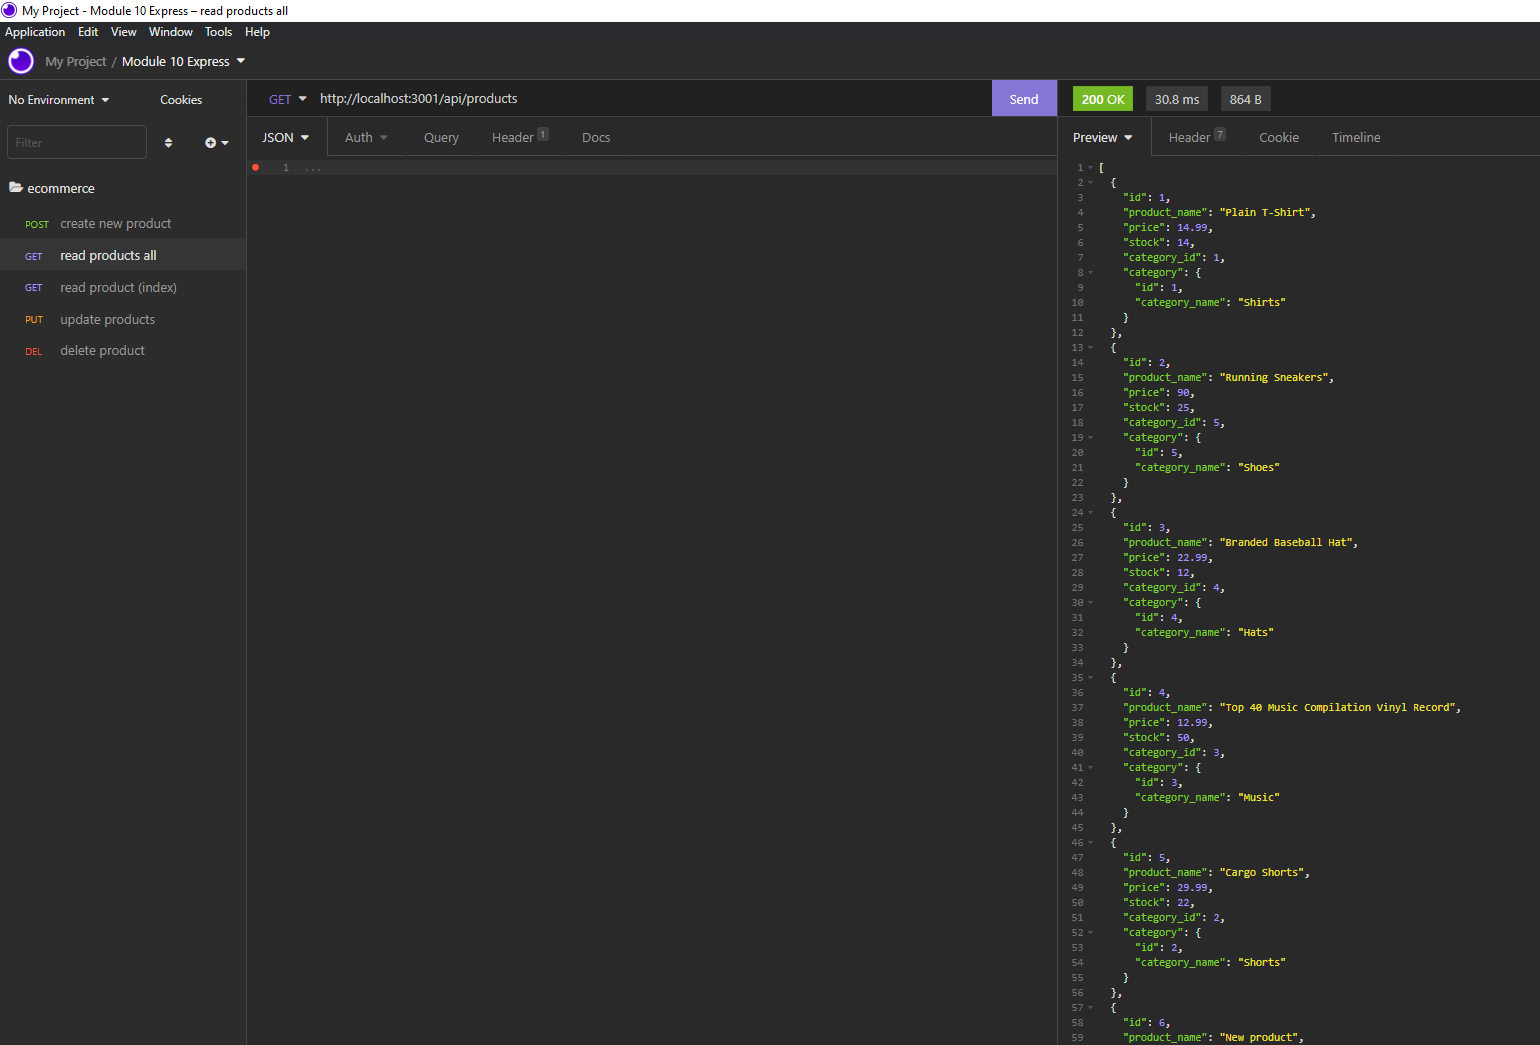 My Project - Module 10 Express – read products all
Application Edit View Window Tools Help
My Project / Module 10 Express
No Environment Cookies
Filter
ecommerce
POST create new product
GET read products all
GET read product (index)
PUT update products
DEL delete product
GET http://localhost:3001/api/products Send
JSON Auth Query Header 1 Docs
1 ...
200 OK 30.8 ms 864 B
Preview Header 7 Cookie Timeline
1 [
2 {
3 "id": 1,
4 "product_name": "Plain T-Shirt",
5 "price": 14.99,
6 "stock": 14,
7 "category_id": 1,
8 "category": {
9 "id": 1,
10 "category_name": "Shirts"
11 }
12 },
13 {
14 "id": 2,
15 "product_name": "Running Sneakers",
16 "price": 90,
17 "stock": 25,
18 "category_id": 5,
19 "category": {
20 "id": 5,
21 "category_name": "Shoes"
22 }
23 },
24 {
25 "id": 3,
26 "product_name": "Branded Baseball Hat",
27 "price": 22.99,
28 "stock": 12,
29 "category_id": 4,
30 "category": {
31 "id": 4,
32 "category_name": "Hats"
33 }
34 },
35 {
36 "id": 4,
37 "product_name": "Top 40 Music Compilation Vinyl Record",
38 "price": 12.99,
39 "stock": 50,
40 "category_id": 3,
41 "category": {
42 "id": 3,
43 "category_name": "Music"
44 }
45 },
46 {
47 "id": 5,
48 "product_name": "Cargo Shorts",
49 "price": 29.99,
50 "stock": 22,
51 "category_id": 2,
52 "category": {
53 "id": 2,
54 "category_name": "Shorts"
55 }
56 },
57 {
58 "id": 6,
59 "product_name": "New product",